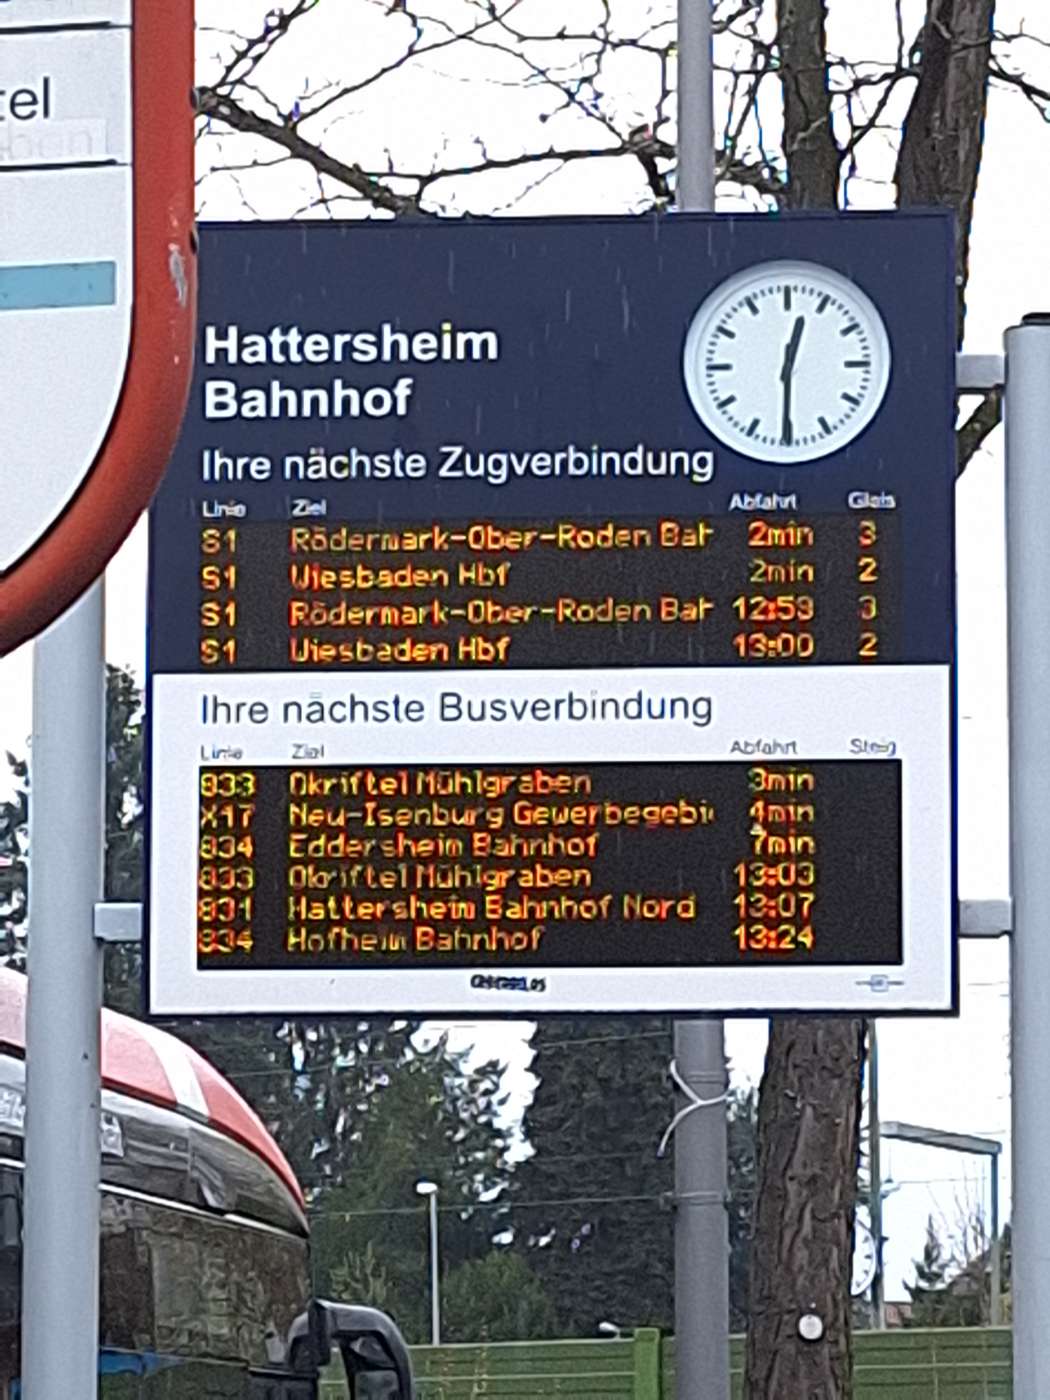 tel
Hattersheim
Bahnhof
Ihre nächste Zugverbindung
Linie Ziel Abfahrt Gleis
S1 Rödermark-Ober-Roden Bah 2min 3
S1 Wiesbaden Hbf 2min 2
S1 Rödermark-Ober-Roden Bah 12:59 3
S1 Wiesbaden Hbf 13:00 2
Ihre nächste Busverbindung
Linie Ziel Abfahrt Steig
833 Okriftel Mühlgraben 3min
X17 Neu-Isenburg Gewerbegebi 4min
834 Eddersheim Bahnhof 7min
833 Okriftel Mühlgraben 13:03
831 Hattersheim Bahnhof Nord 13:07
834 Hofheim Bahnhof 13:24